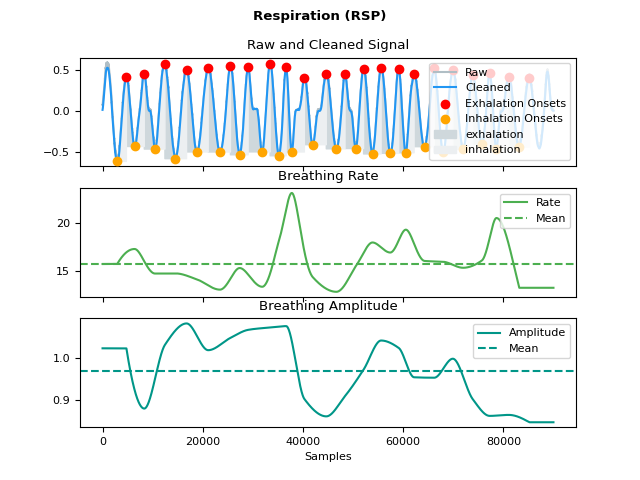 Respiration (RSP)
Raw and Cleaned Signal
0.5
0.0
−0.5
Raw
Cleaned
Exhalation Onsets
Inhalation Onsets
exhalation
inhalation
Breathing Rate
20
15
Rate
Mean
Breathing Amplitude
1.0
0.9
Amplitude
Mean
0 20000 40000 60000 80000
Samples